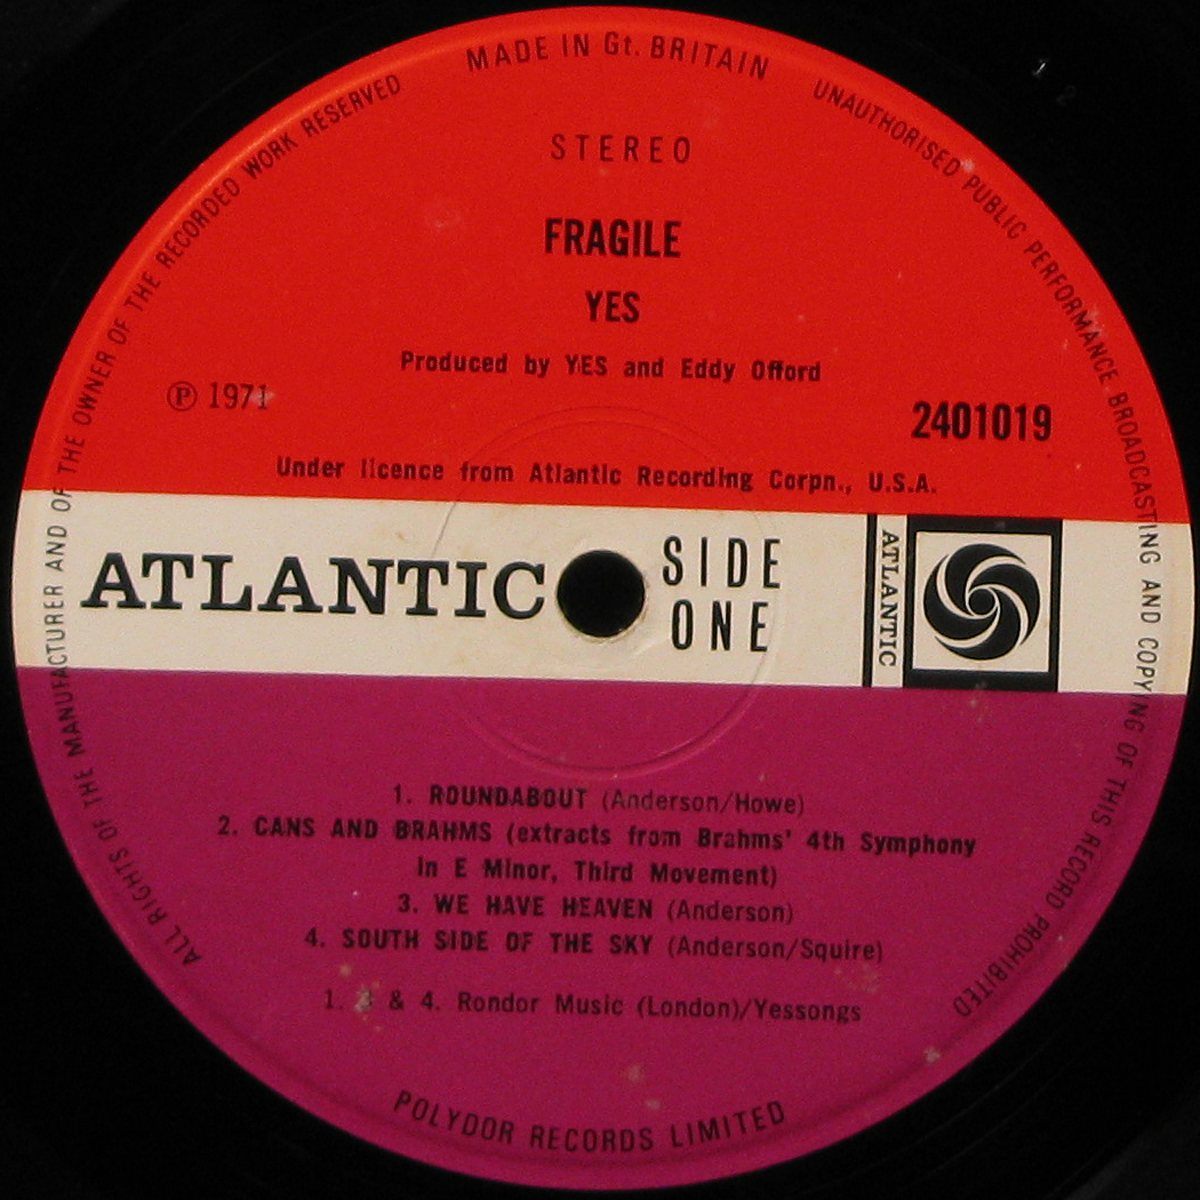 MADE IN Gt. BRITAIN
UNAUTHORISED PUBLIC PERFORMANCE BROADCASTING AND COPYING OF THIS RECORD PROHIBITED
ALL RIGHTS OF THE MANUFACTURER AND OF THE OWNER OF THE RECORDED WORK RESERVED
STEREO
FRAGILE
YES
Produced by YES and Eddy Offord
℗ 1971
2401019
Under licence from Atlantic Recording Corpn., U.S.A.
ATLANTIC
SIDE
ONE
ATLANTIC
1. ROUNDABOUT (Anderson/Howe)
2. CANS AND BRAHMS (extracts from Brahms' 4th Symphony
in E Minor, Third Movement)
3. WE HAVE HEAVEN (Anderson)
4. SOUTH SIDE OF THE SKY (Anderson/Squire)
1. 3 & 4. Rondor Music (London)/Yessongs
POLYDOR RECORDS LIMITED